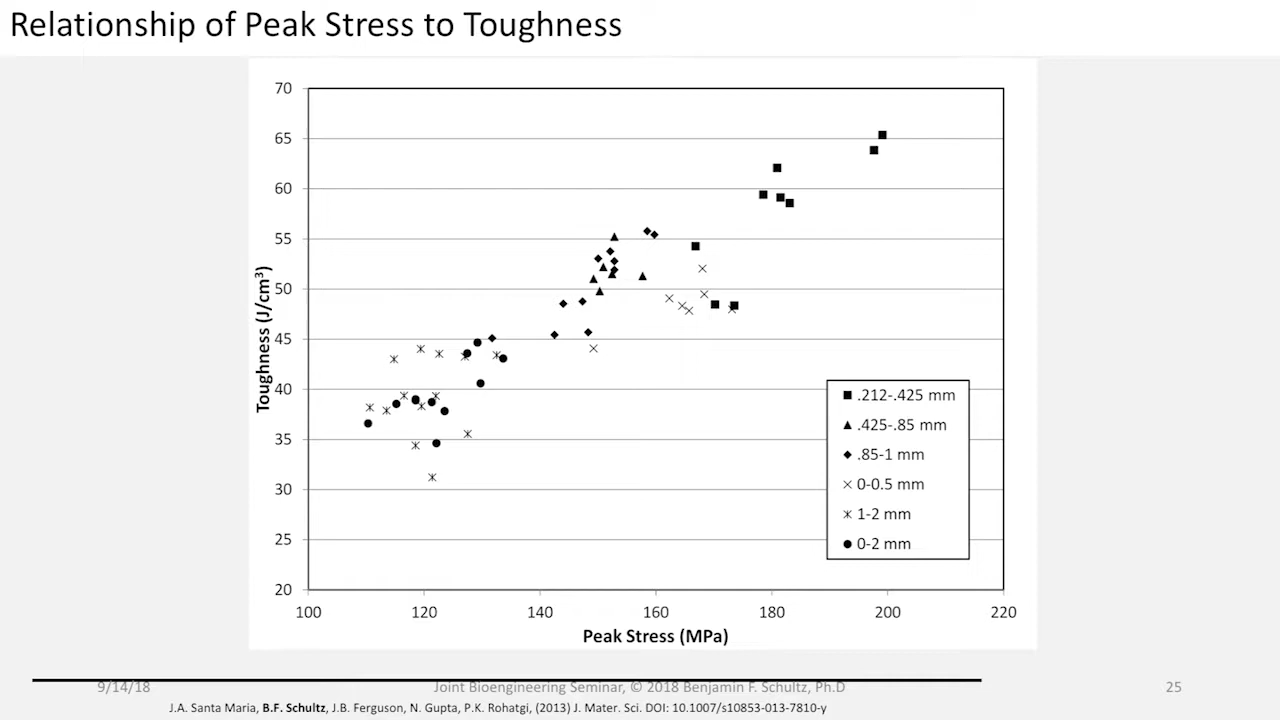 Relationship of Peak Stress to Toughness
70
65
60
55
50
45
40
35
30
25
20
Toughness (J/cm³)
100 120 140 160 180 200 220
Peak Stress (MPa)
.212-.425 mm
.425-.85 mm
.85-1 mm
0-0.5 mm
1-2 mm
0-2 mm
9/14/18 Joint Bioengineering Seminar, © 2018 Benjamin F. Schultz, Ph.D 25
J.A. Santa Maria, B.F. Schultz, J.B. Ferguson, N. Gupta, P.K. Rohatgi, (2013) J. Mater. Sci. DOI: 10.1007/s10853-013-7810-y